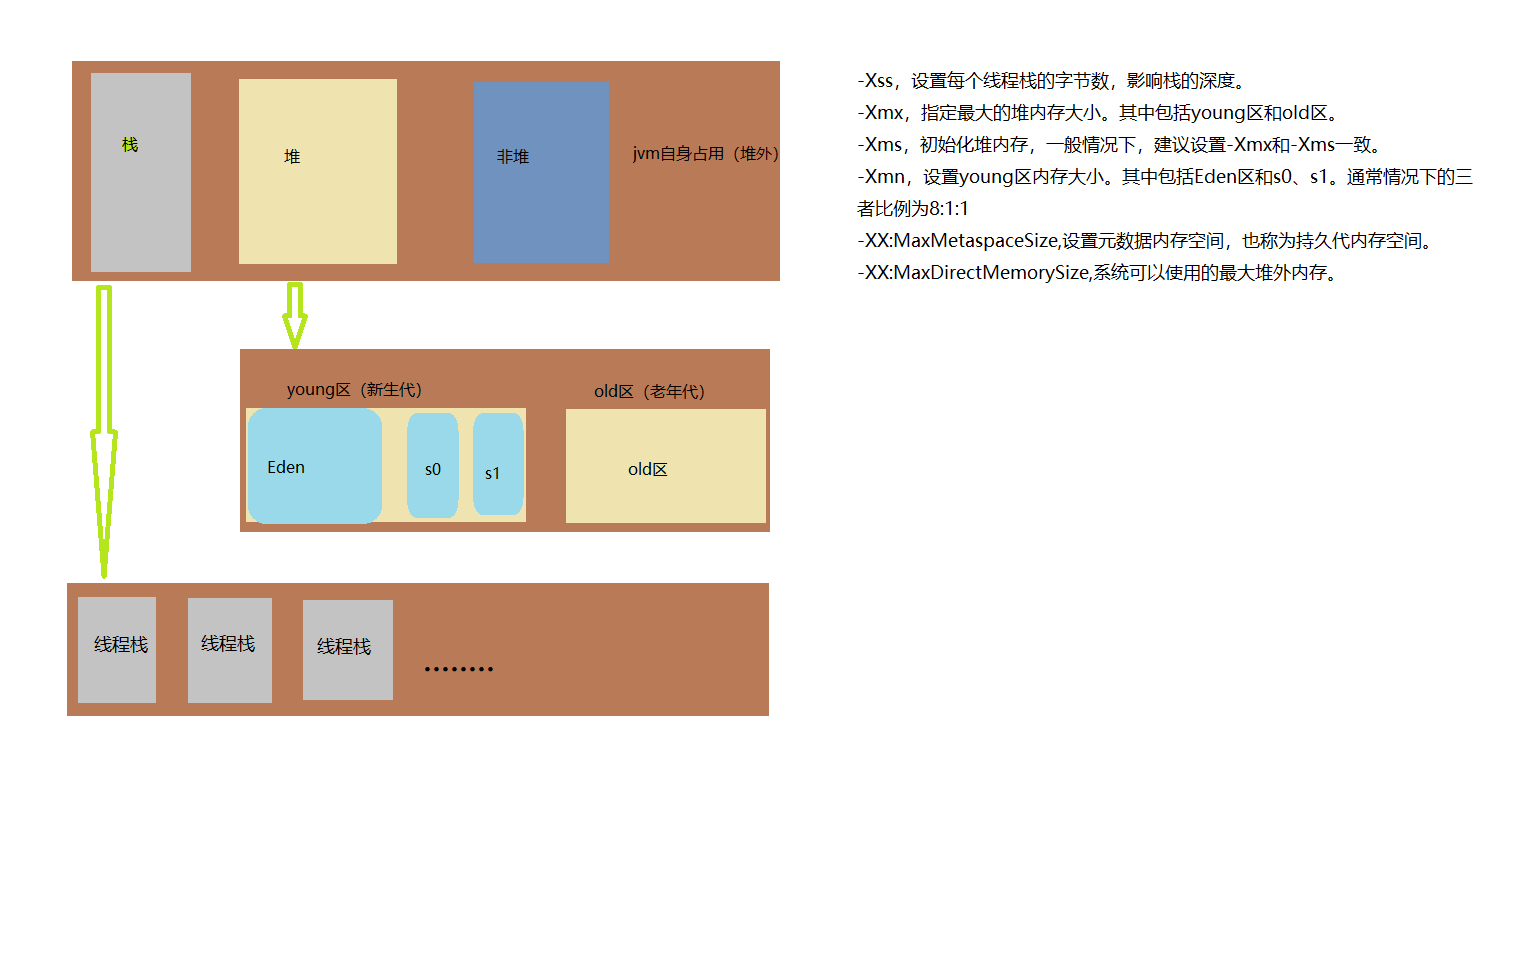 栈
堆
非堆
jvm自身占用（堆外）
-Xss，设置每个线程栈的字节数，影响栈的深度。
-Xmx，指定最大的堆内存大小。其中包括young区和old区。
-Xms，初始化堆内存，一般情况下，建议设置-Xmx和-Xms一致。
-Xmn，设置young区内存大小。其中包括Eden区和s0、s1。通常情况下的三
者比例为8:1:1
-XX:MaxMetaspaceSize,设置元数据内存空间，也称为持久代内存空间。
-XX:MaxDirectMemorySize,系统可以使用的最大堆外内存。
young区（新生代）
old区（老年代）
Eden
s0
s1
old区
线程栈
线程栈
线程栈
........